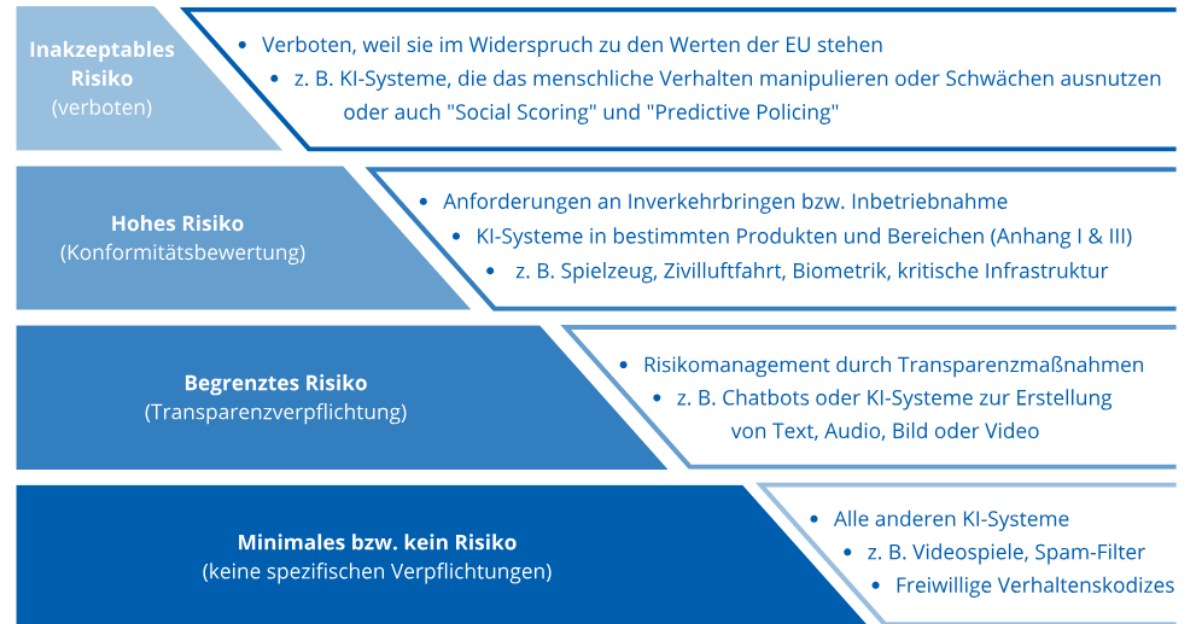 Inakzeptables
Risiko
(verboten)
• Verboten, weil sie im Widerspruch zu den Werten der EU stehen
• z. B. KI-Systeme, die das menschliche Verhalten manipulieren oder Schwächen ausnutzen
oder auch "Social Scoring" und "Predictive Policing"
Hohes Risiko
(Konformitätsbewertung)
• Anforderungen an Inverkehrbringen bzw. Inbetriebnahme
• KI-Systeme in bestimmten Produkten und Bereichen (Anhang I & III)
• z. B. Spielzeug, Zivilluftfahrt, Biometrik, kritische Infrastruktur
Begrenztes Risiko
(Transparenzverpflichtung)
• Risikomanagement durch Transparenzmaßnahmen
• z. B. Chatbots oder KI-Systeme zur Erstellung
von Text, Audio, Bild oder Video
Minimales bzw. kein Risiko
(keine spezifischen Verpflichtungen)
• Alle anderen KI-Systeme
• z. B. Videospiele, Spam-Filter
• Freiwillige Verhaltenskodizes